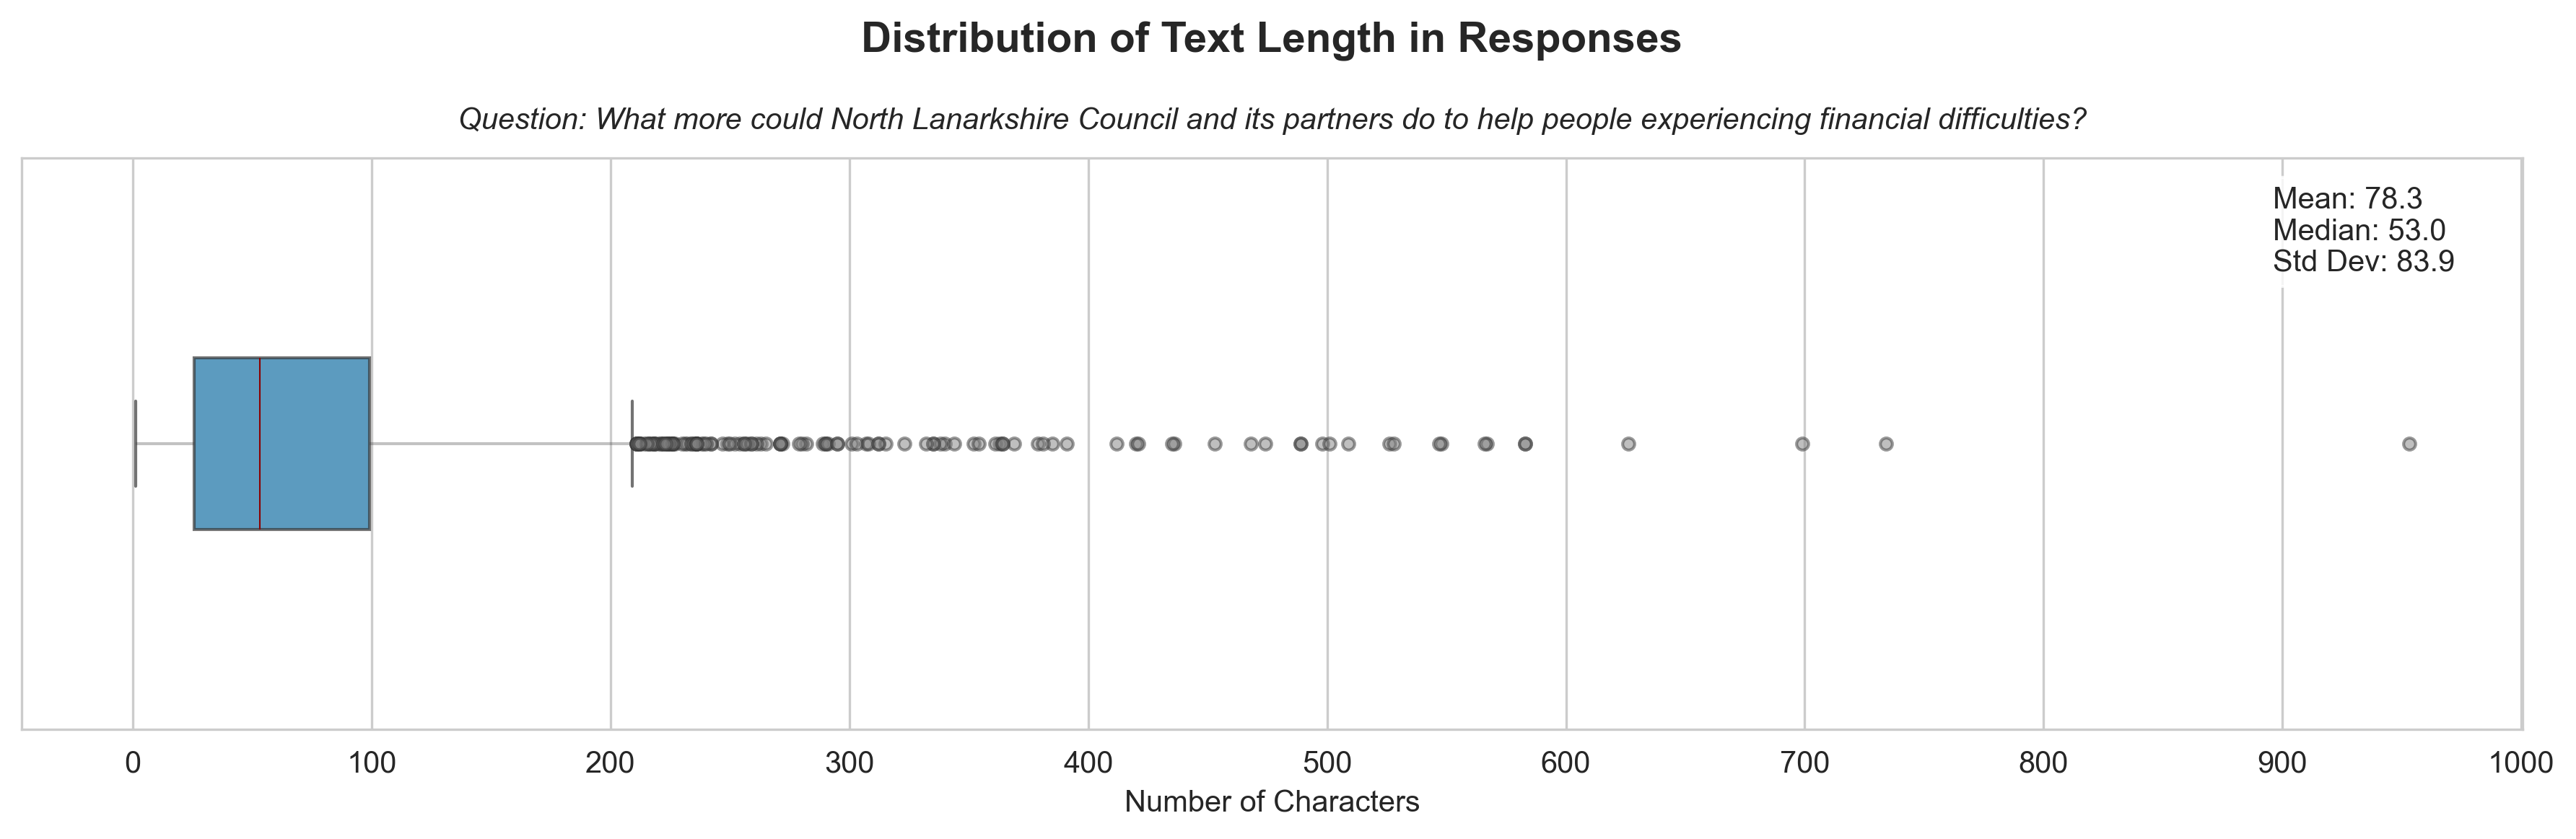 Distribution of Text Length in Responses
Question: What more could North Lanarkshire Council and its partners do to help people experiencing financial difficulties?
Mean: 78.3
Median: 53.0
Std Dev: 83.9
0 100 200 300 400 500 600 700 800 900 1000
Number of Characters